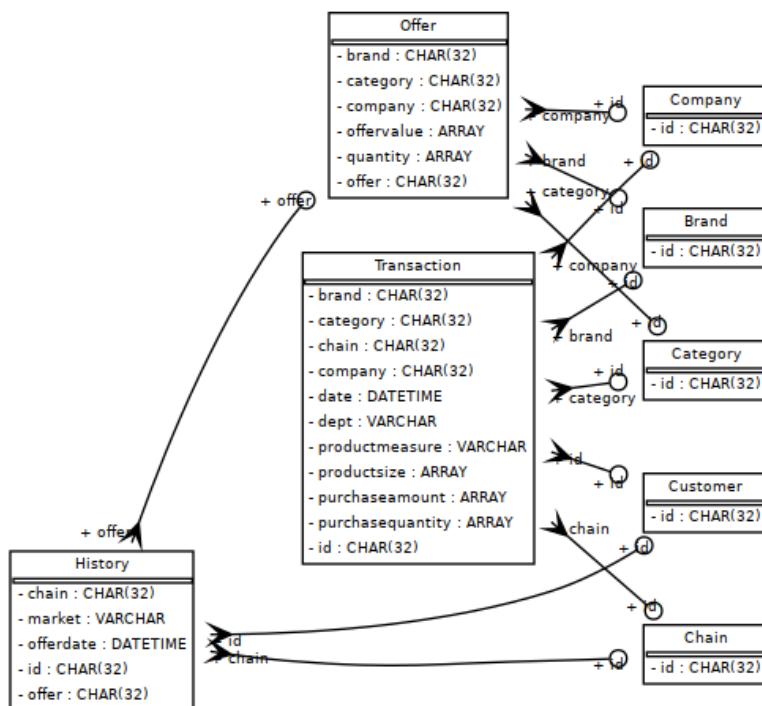 Offer
- brand : CHAR(32)
- category : CHAR(32)
- company : CHAR(32)
- offervalue : ARRAY
- quantity : ARRAY
- offer : CHAR(32)
+ id
+ company
+ brand
+ id
+ category
+ id
+ offer
Company
- id : CHAR(32)
Brand
- id : CHAR(32)
Transaction
- brand : CHAR(32)
- category : CHAR(32)
- chain : CHAR(32)
- company : CHAR(32)
- date : DATETIME
- dept : VARCHAR
- productmeasure : VARCHAR
- productsize : ARRAY
- purchaseamount : ARRAY
- purchasequantity : ARRAY
- id : CHAR(32)
+ company
+ id
+ id
+ brand
+ id
+ category
+ id
+ id
chain
+ id
+ id
Category
- id : CHAR(32)
Customer
- id : CHAR(32)
Chain
- id : CHAR(32)
+ offer
History
- chain : CHAR(32)
- market : VARCHAR
- offerdate : DATETIME
- id : CHAR(32)
- offer : CHAR(32)
+ id
+ chain
+ id